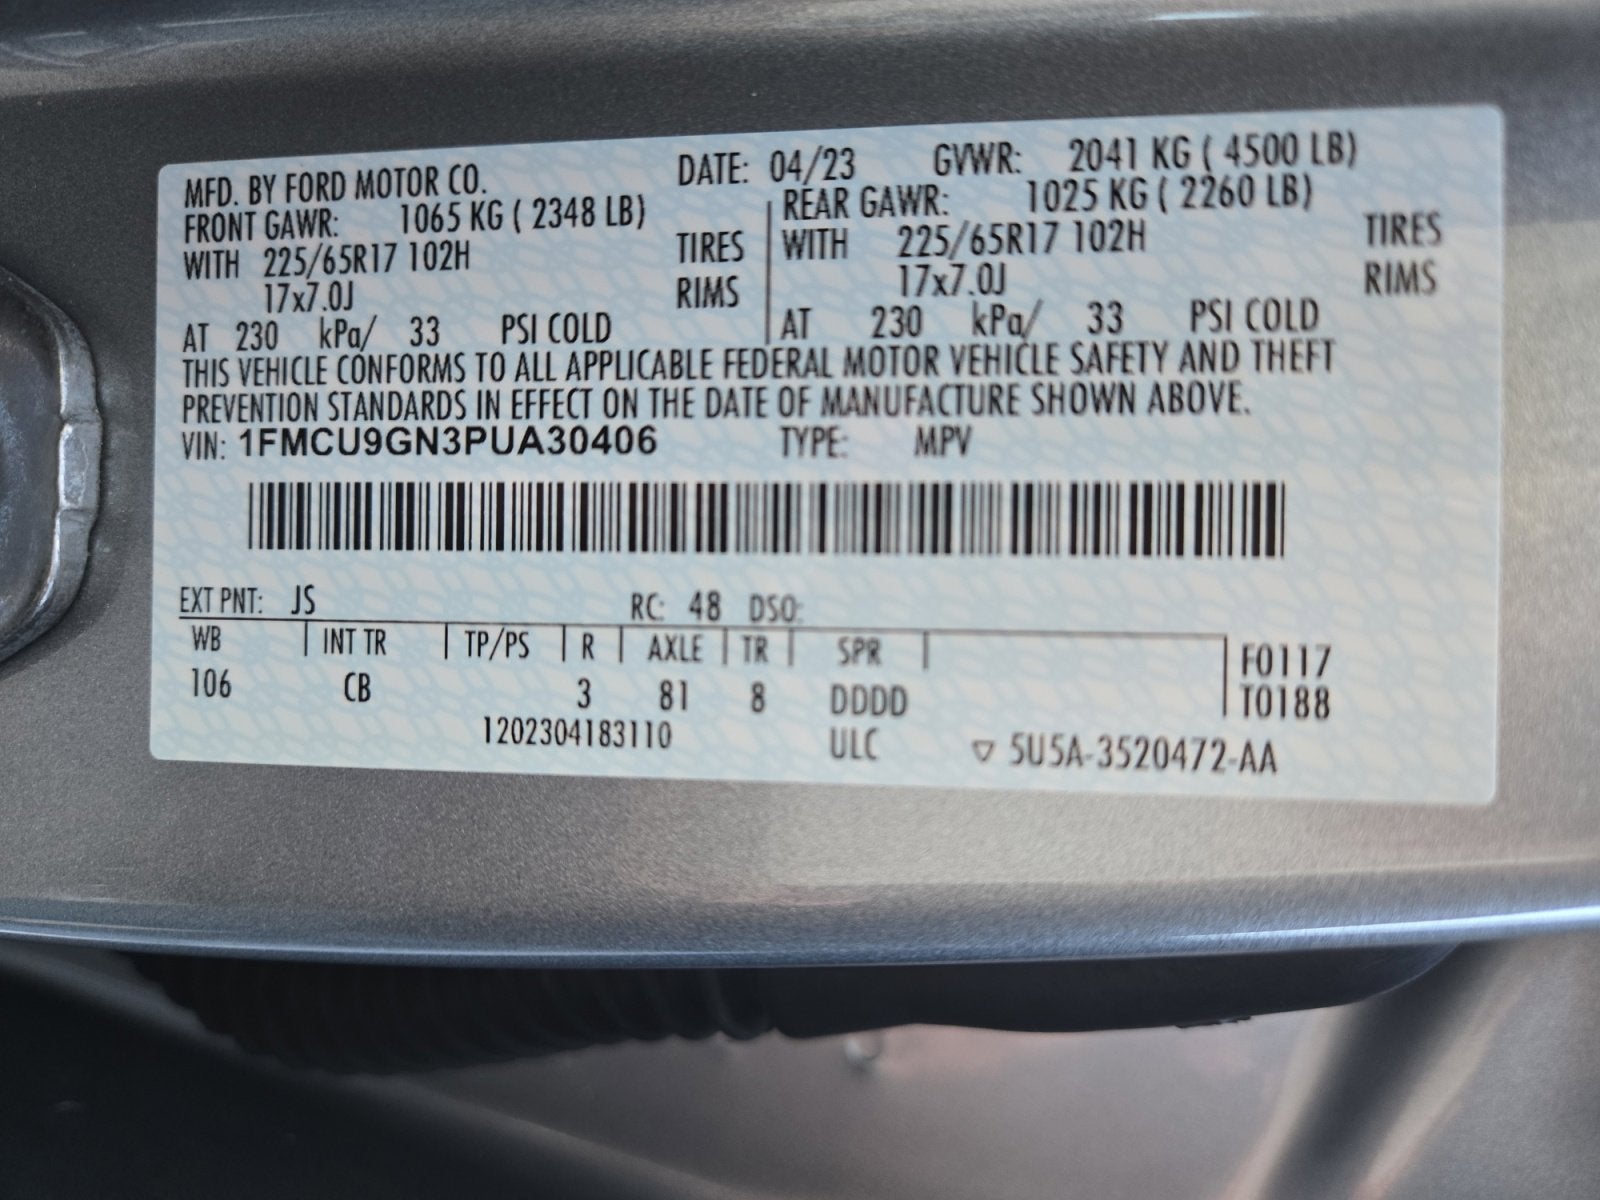 MFD. BY FORD MOTOR CO. DATE: 04/23 GVWR: 2041 KG ( 4500 LB)
FRONT GAWR: 1065 KG ( 2348 LB) REAR GAWR: 1025 KG ( 2260 LB)
WITH 225/65R17 102H TIRES WITH 225/65R17 102H TIRES
17x7.0J RIMS 17x7.0J RIMS
AT 230 kPa/ 33 PSI COLD AT 230 kPa/ 33 PSI COLD
THIS VEHICLE CONFORMS TO ALL APPLICABLE FEDERAL MOTOR VEHICLE SAFETY AND THEFT
PREVENTION STANDARDS IN EFFECT ON THE DATE OF MANUFACTURE SHOWN ABOVE.
VIN: 1FMCU9GN3PUA30406 TYPE: MPV
EXT PNT: JS RC: 48 DSO:
WB INT TR TP/PS R AXLE TR SPR F0117
106 CB 3 81 8 DDDD T0188
1202304183110 ULC ▽ 5U5A-3520472-AA